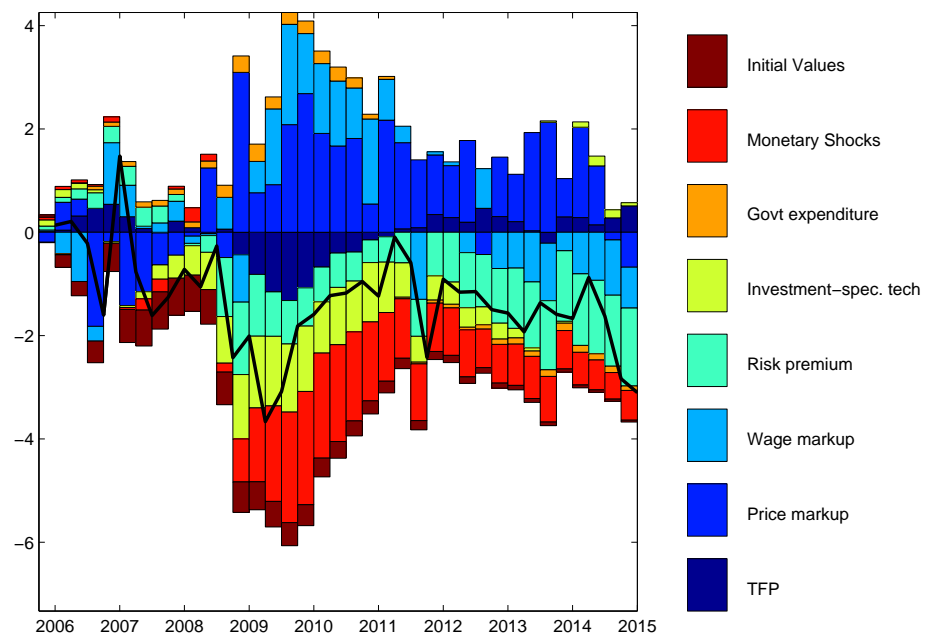 4
2
0
−2
−4
−6
2006 2007 2008 2009 2010 2011 2012 2013 2014 2015
Initial Values
Monetary Shocks
Govt expenditure
Investment−spec. tech
Risk premium
Wage markup
Price markup
TFP